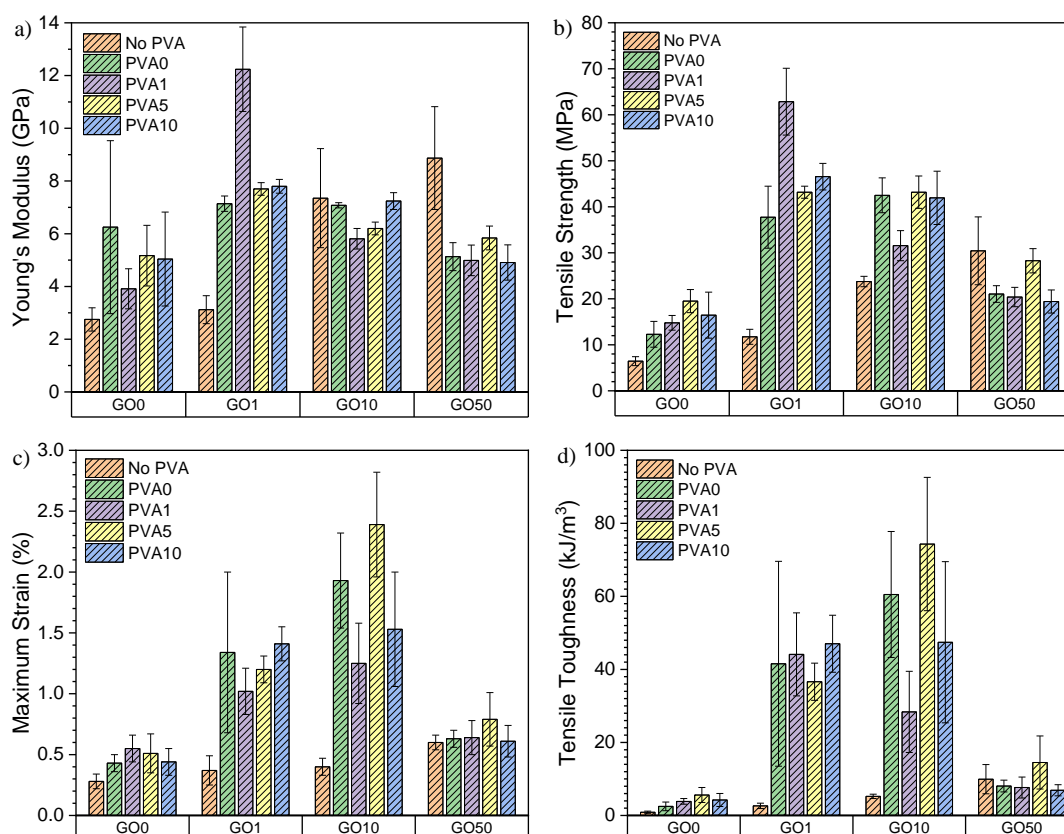 a)
Young's Modulus (GPa)
14
12
10
8
6
4
2
0
No PVA
PVA0
PVA1
PVA5
PVA10
GO0 GO1 GO10 GO50
b)
Tensile Strength (MPa)
80
70
60
50
40
30
20
10
0
No PVA
PVA0
PVA1
PVA5
PVA10
GO0 GO1 GO10 GO50
c)
Maximum Strain (%)
3.0
2.5
2.0
1.5
1.0
0.5
0.0
No PVA
PVA0
PVA1
PVA5
PVA10
GO0 GO1 GO10 GO50
d)
Tensile Toughness (kJ/m³)
100
80
60
40
20
0
No PVA
PVA0
PVA1
PVA5
PVA10
GO0 GO1 GO10 GO50